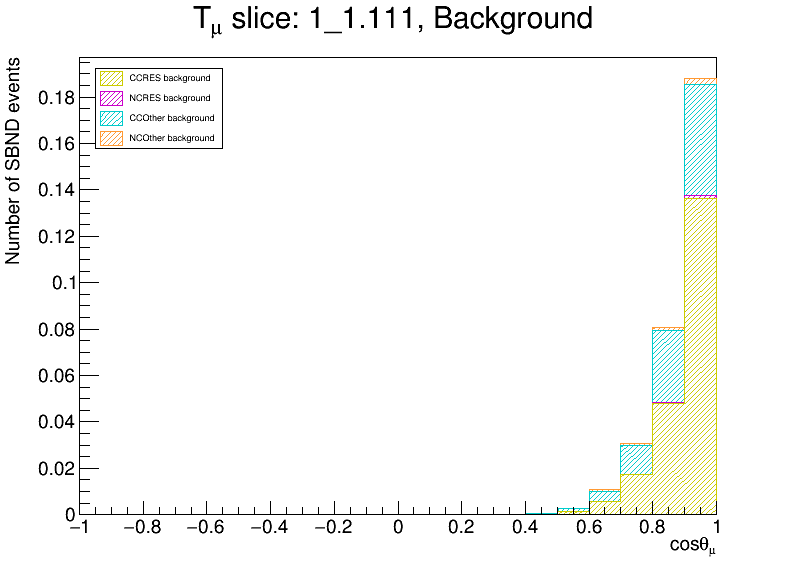 Tμ slice: 1_1.111, Background
Number of SBND events
CCRES background
NCRES background
CCOther background
NCOther background
0.18
0.16
0.14
0.12
0.1
0.08
0.06
0.04
0.02
0
−1 −0.8 −0.6 −0.4 −0.2 0 0.2 0.4 0.6 0.8 1
cosθμ